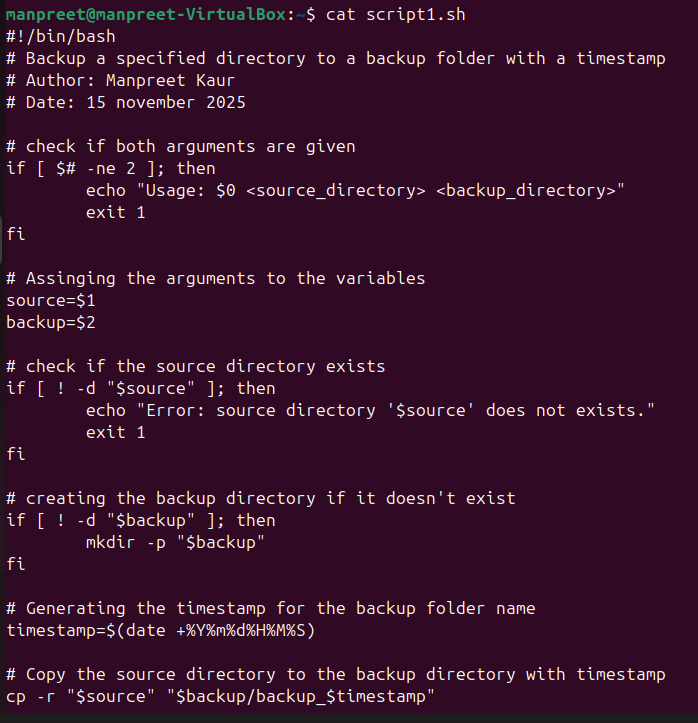 manpreet@manpreet-VirtualBox:~$ cat script1.sh
#!/bin/bash
# Backup a specified directory to a backup folder with a timestamp
# Author: Manpreet Kaur
# Date: 15 november 2025
# check if both arguments are given
if [ $# -ne 2 ]; then
echo "Usage: $0 <source_directory> <backup_directory>"
exit 1
fi
# Assinging the arguments to the variables
source=$1
backup=$2
# check if the source directory exists
if [ ! -d "$source" ]; then
echo "Error: source directory '$source' does not exists."
exit 1
fi
# creating the backup directory if it doesn't exist
if [ ! -d "$backup" ]; then
mkdir -p "$backup"
fi
# Generating the timestamp for the backup folder name
timestamp=$(date +%Y%m%d%H%M%S)
# Copy the source directory to the backup directory with timestamp
cp -r "$source" "$backup/backup_$timestamp"